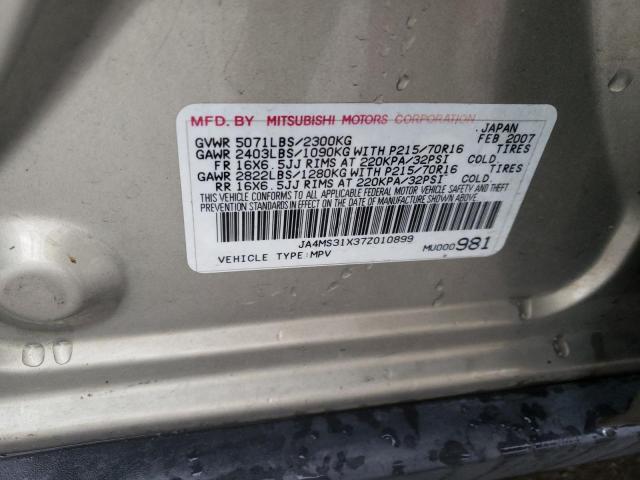 MFD. BY MITSUBISHI MOTORS CORPORATION
JAPAN
GVWR 5071LBS/2300KG FEB 2007
GAWR 2403LBS/1090KG WITH P215/70R16 TIRES
FR 16X6.5JJ RIMS AT 220KPA/32PSI COLD
GAWR 2822LBS/1280KG WITH P215/70R16 TIRES
RR 16X6.5JJ RIMS AT 220KPA/32PSI COLD
THIS VEHICLE CONFORMS TO ALL APPLICABLE FEDERAL MOTOR VEHICLE SAFETY AND THEFT
PREVENTION STANDARDS IN EFFECT ON THE DATE OF MANUFACTURE SHOWN ABOVE.
JA4MS31X37Z010899
VEHICLE TYPE:MPV MU000981